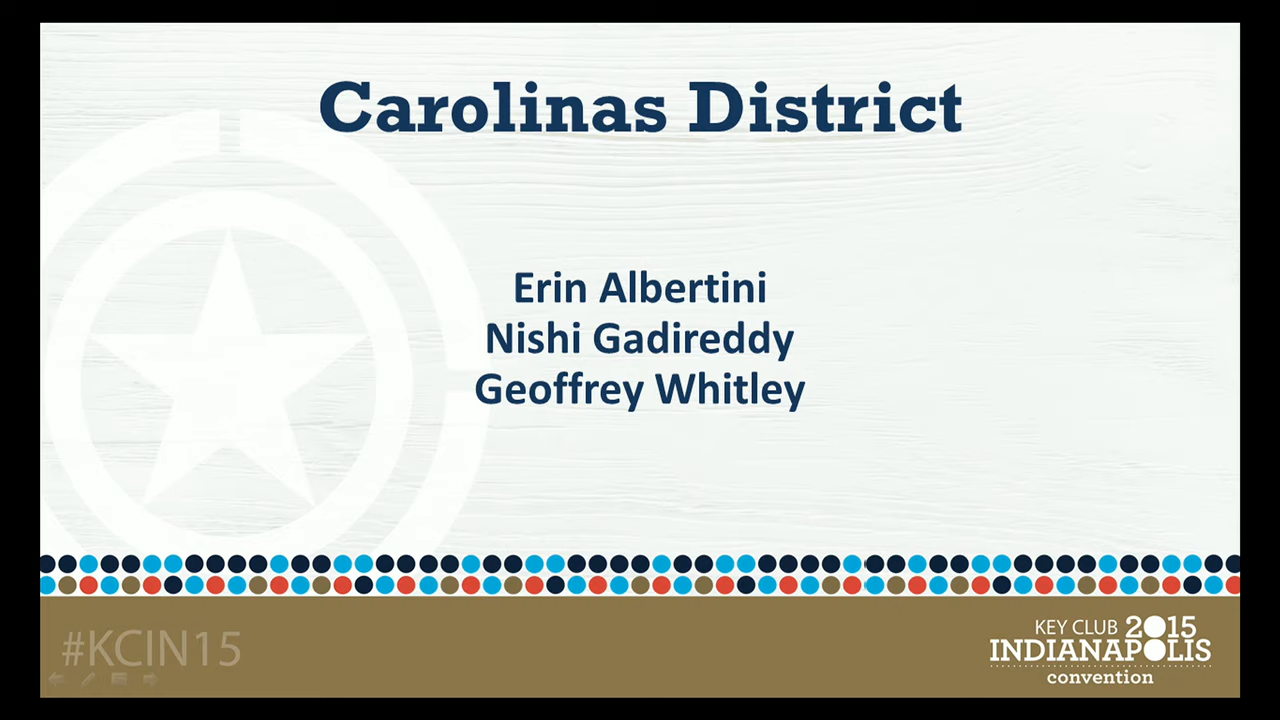 Carolinas District
Erin Albertini
Nishi Gadireddy
Geoffrey Whitley
#KCIN15
KEY CLUB 2015
INDIANAPOLIS
convention